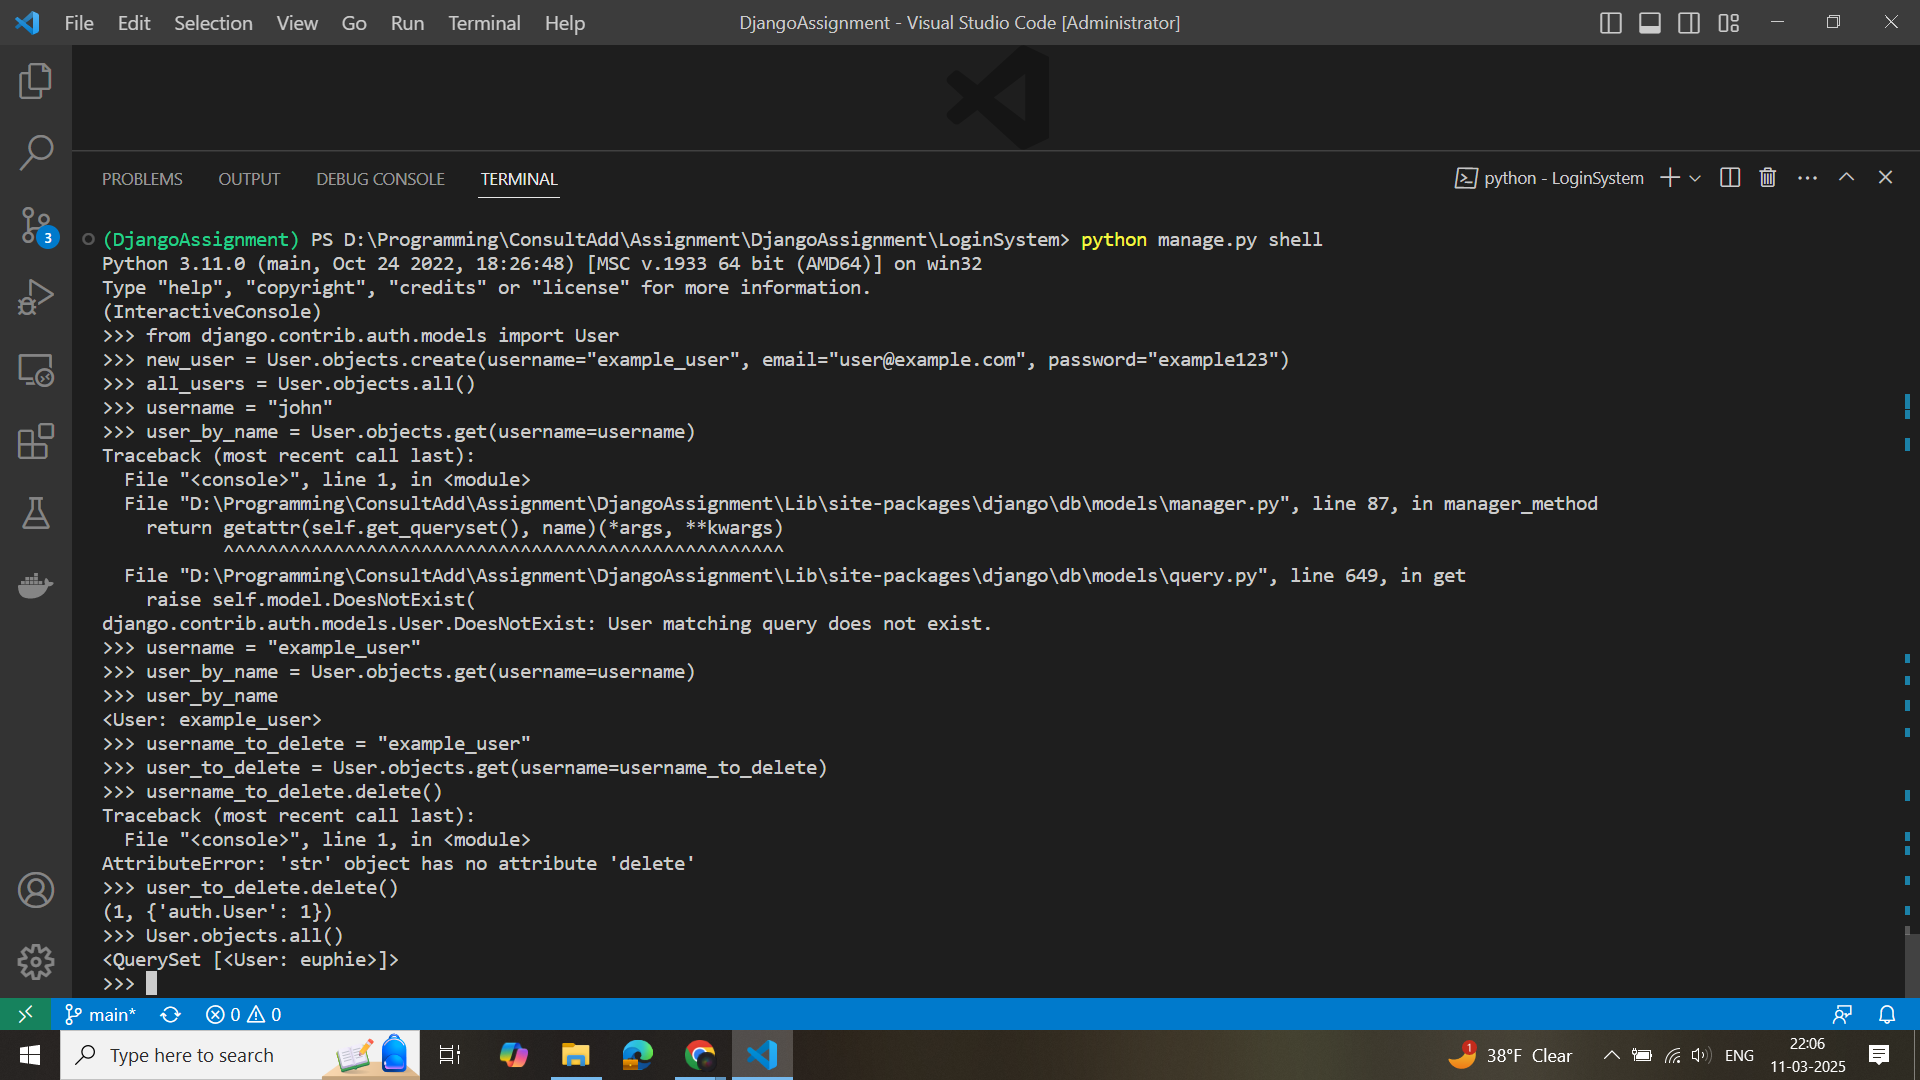 File Edit Selection View Go Run Terminal Help DjangoAssignment - Visual Studio Code [Administrator]
PROBLEMS OUTPUT DEBUG CONSOLE TERMINAL python - LoginSystem
(DjangoAssignment) PS D:\Programming\ConsultAdd\Assignment\DjangoAssignment\LoginSystem> python manage.py shell
Python 3.11.0 (main, Oct 24 2022, 18:26:48) [MSC v.1933 64 bit (AMD64)] on win32
Type "help", "copyright", "credits" or "license" for more information.
(InteractiveConsole)
>>> from django.contrib.auth.models import User
>>> new_user = User.objects.create(username="example_user", email="user@example.com", password="example123")
>>> all_users = User.objects.all()
>>> username = "john"
>>> user_by_name = User.objects.get(username=username)
Traceback (most recent call last):
  File "<console>", line 1, in <module>
  File "D:\Programming\ConsultAdd\Assignment\DjangoAssignment\Lib\site-packages\django\db\models\manager.py", line 87, in manager_method
    return getattr(self.get_queryset(), name)(*args, **kwargs)
           ^^^^^^^^^^^^^^^^^^^^^^^^^^^^^^^^^^^^^^^^^^^^^^^^^^^
  File "D:\Programming\ConsultAdd\Assignment\DjangoAssignment\Lib\site-packages\django\db\models\query.py", line 649, in get
    raise self.model.DoesNotExist(
django.contrib.auth.models.User.DoesNotExist: User matching query does not exist.
>>> username = "example_user"
>>> user_by_name = User.objects.get(username=username)
>>> user_by_name
<User: example_user>
>>> username_to_delete = "example_user"
>>> user_to_delete = User.objects.get(username=username_to_delete)
>>> username_to_delete.delete()
Traceback (most recent call last):
  File "<console>", line 1, in <module>
AttributeError: 'str' object has no attribute 'delete'
>>> user_to_delete.delete()
(1, {'auth.User': 1})
>>> User.objects.all()
<QuerySet [<User: euphie>]>
>>>
3
main* 0 0
Type here to search
1 38°F Clear ENG 22:06
11-03-2025